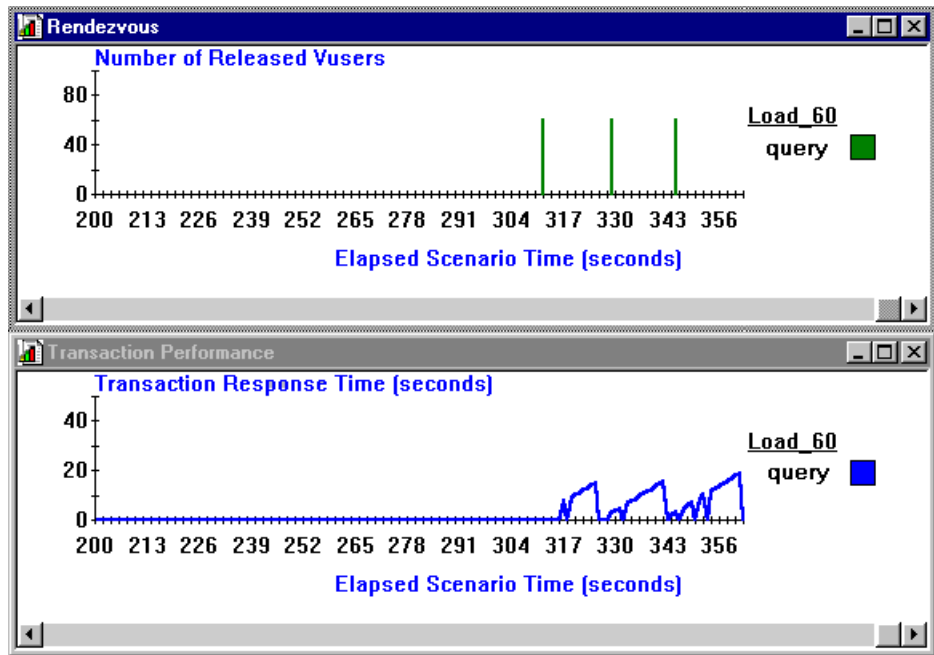 Rendezvous
Number of Released Vusers
80
40
0
200 213 226 239 252 265 278 291 304 317 330 343 356
Elapsed Scenario Time (seconds)
Load_60
query
Transaction Performance
Transaction Response Time (seconds)
40
20
0
200 213 226 239 252 265 278 291 304 317 330 343 356
Elapsed Scenario Time (seconds)
Load_60
query